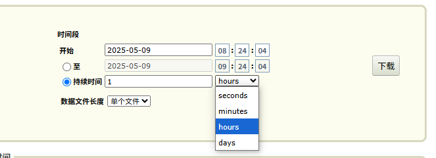 时间段
开始 2025-05-09 08 : 24 : 04
至 2025-05-09 09 : 24 : 04
下载
持续时间 1 hours
seconds
数据文件长度 单个文件
minutes
hours
days